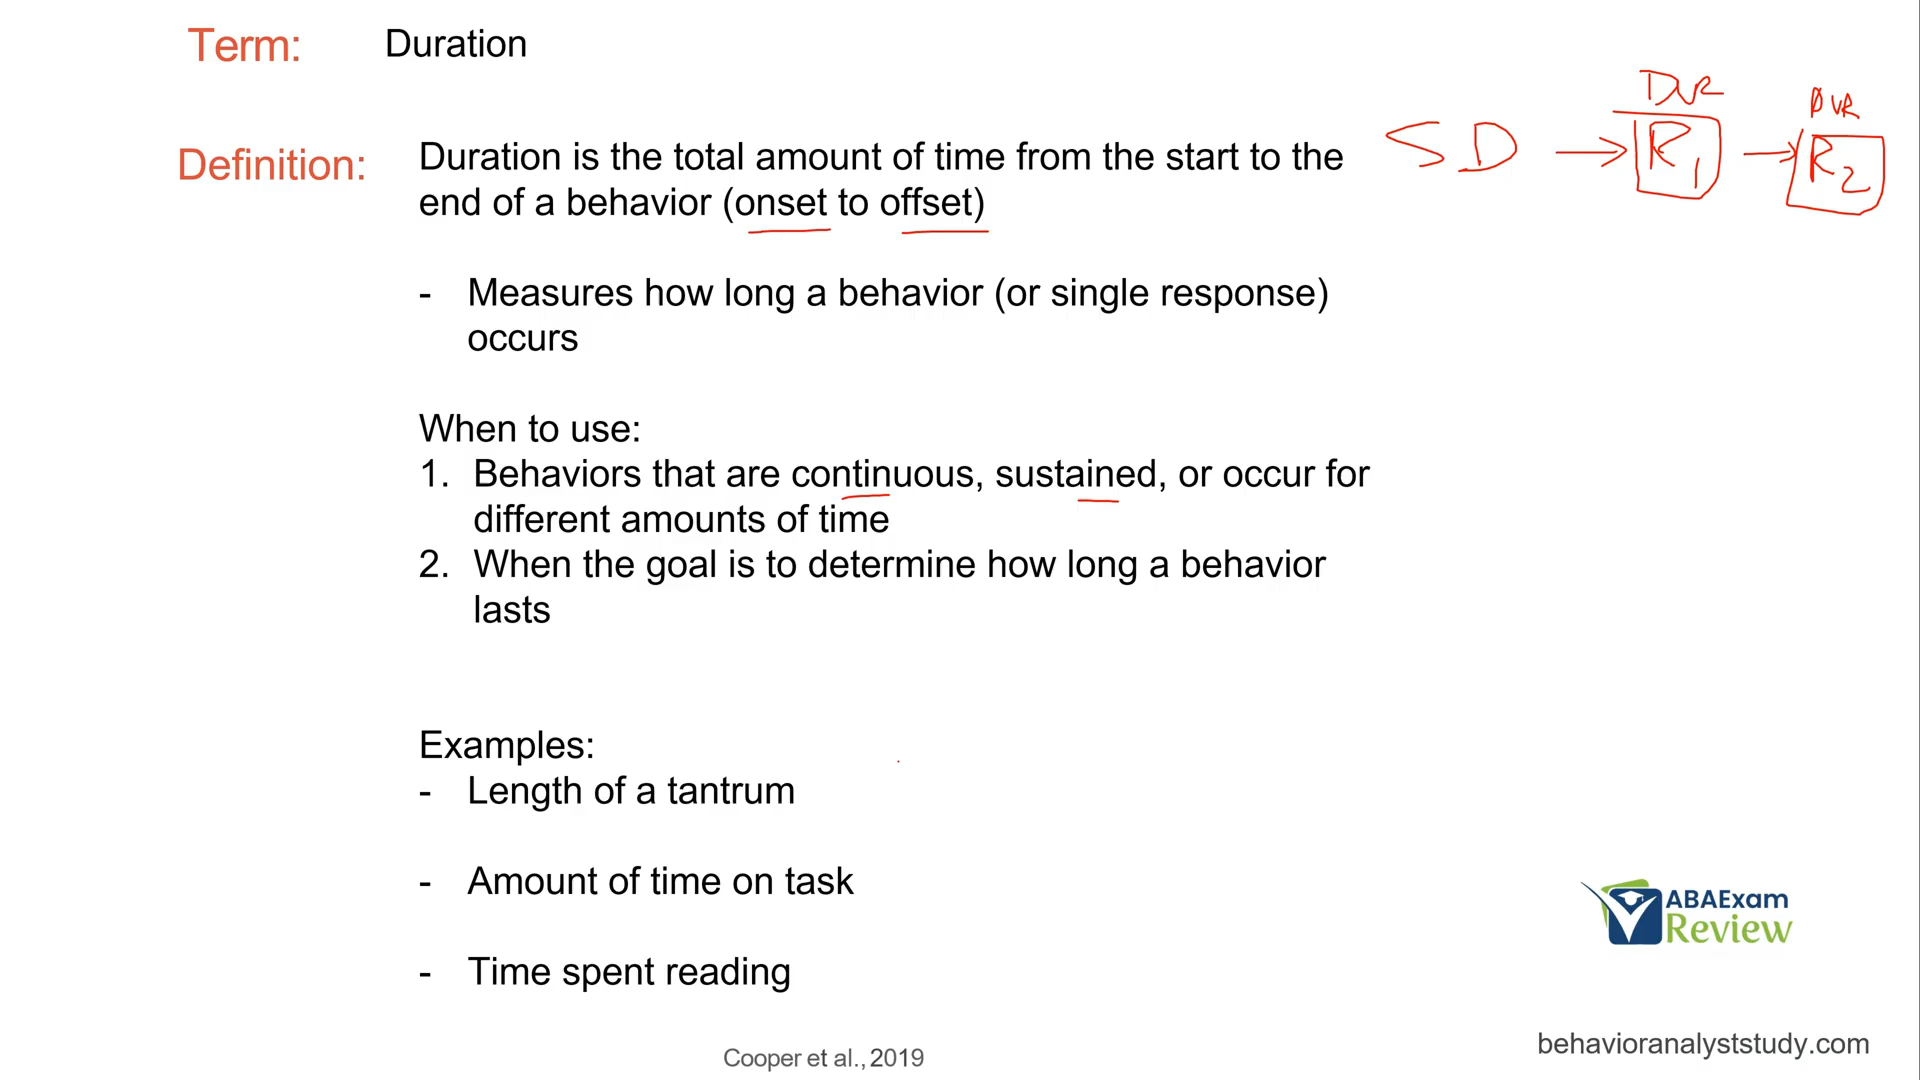 Term: Duration
DUR
DUR
SD → R1 → R2
Definition: Duration is the total amount of time from the start to the
end of a behavior (onset to offset)
- Measures how long a behavior (or single response)
occurs
When to use:
1. Behaviors that are continuous, sustained, or occur for
different amounts of time
2. When the goal is to determine how long a behavior
lasts
Examples:
- Length of a tantrum
- Amount of time on task
- Time spent reading
ABAExam
Review
behavioranalyststudy.com
Cooper et al., 2019